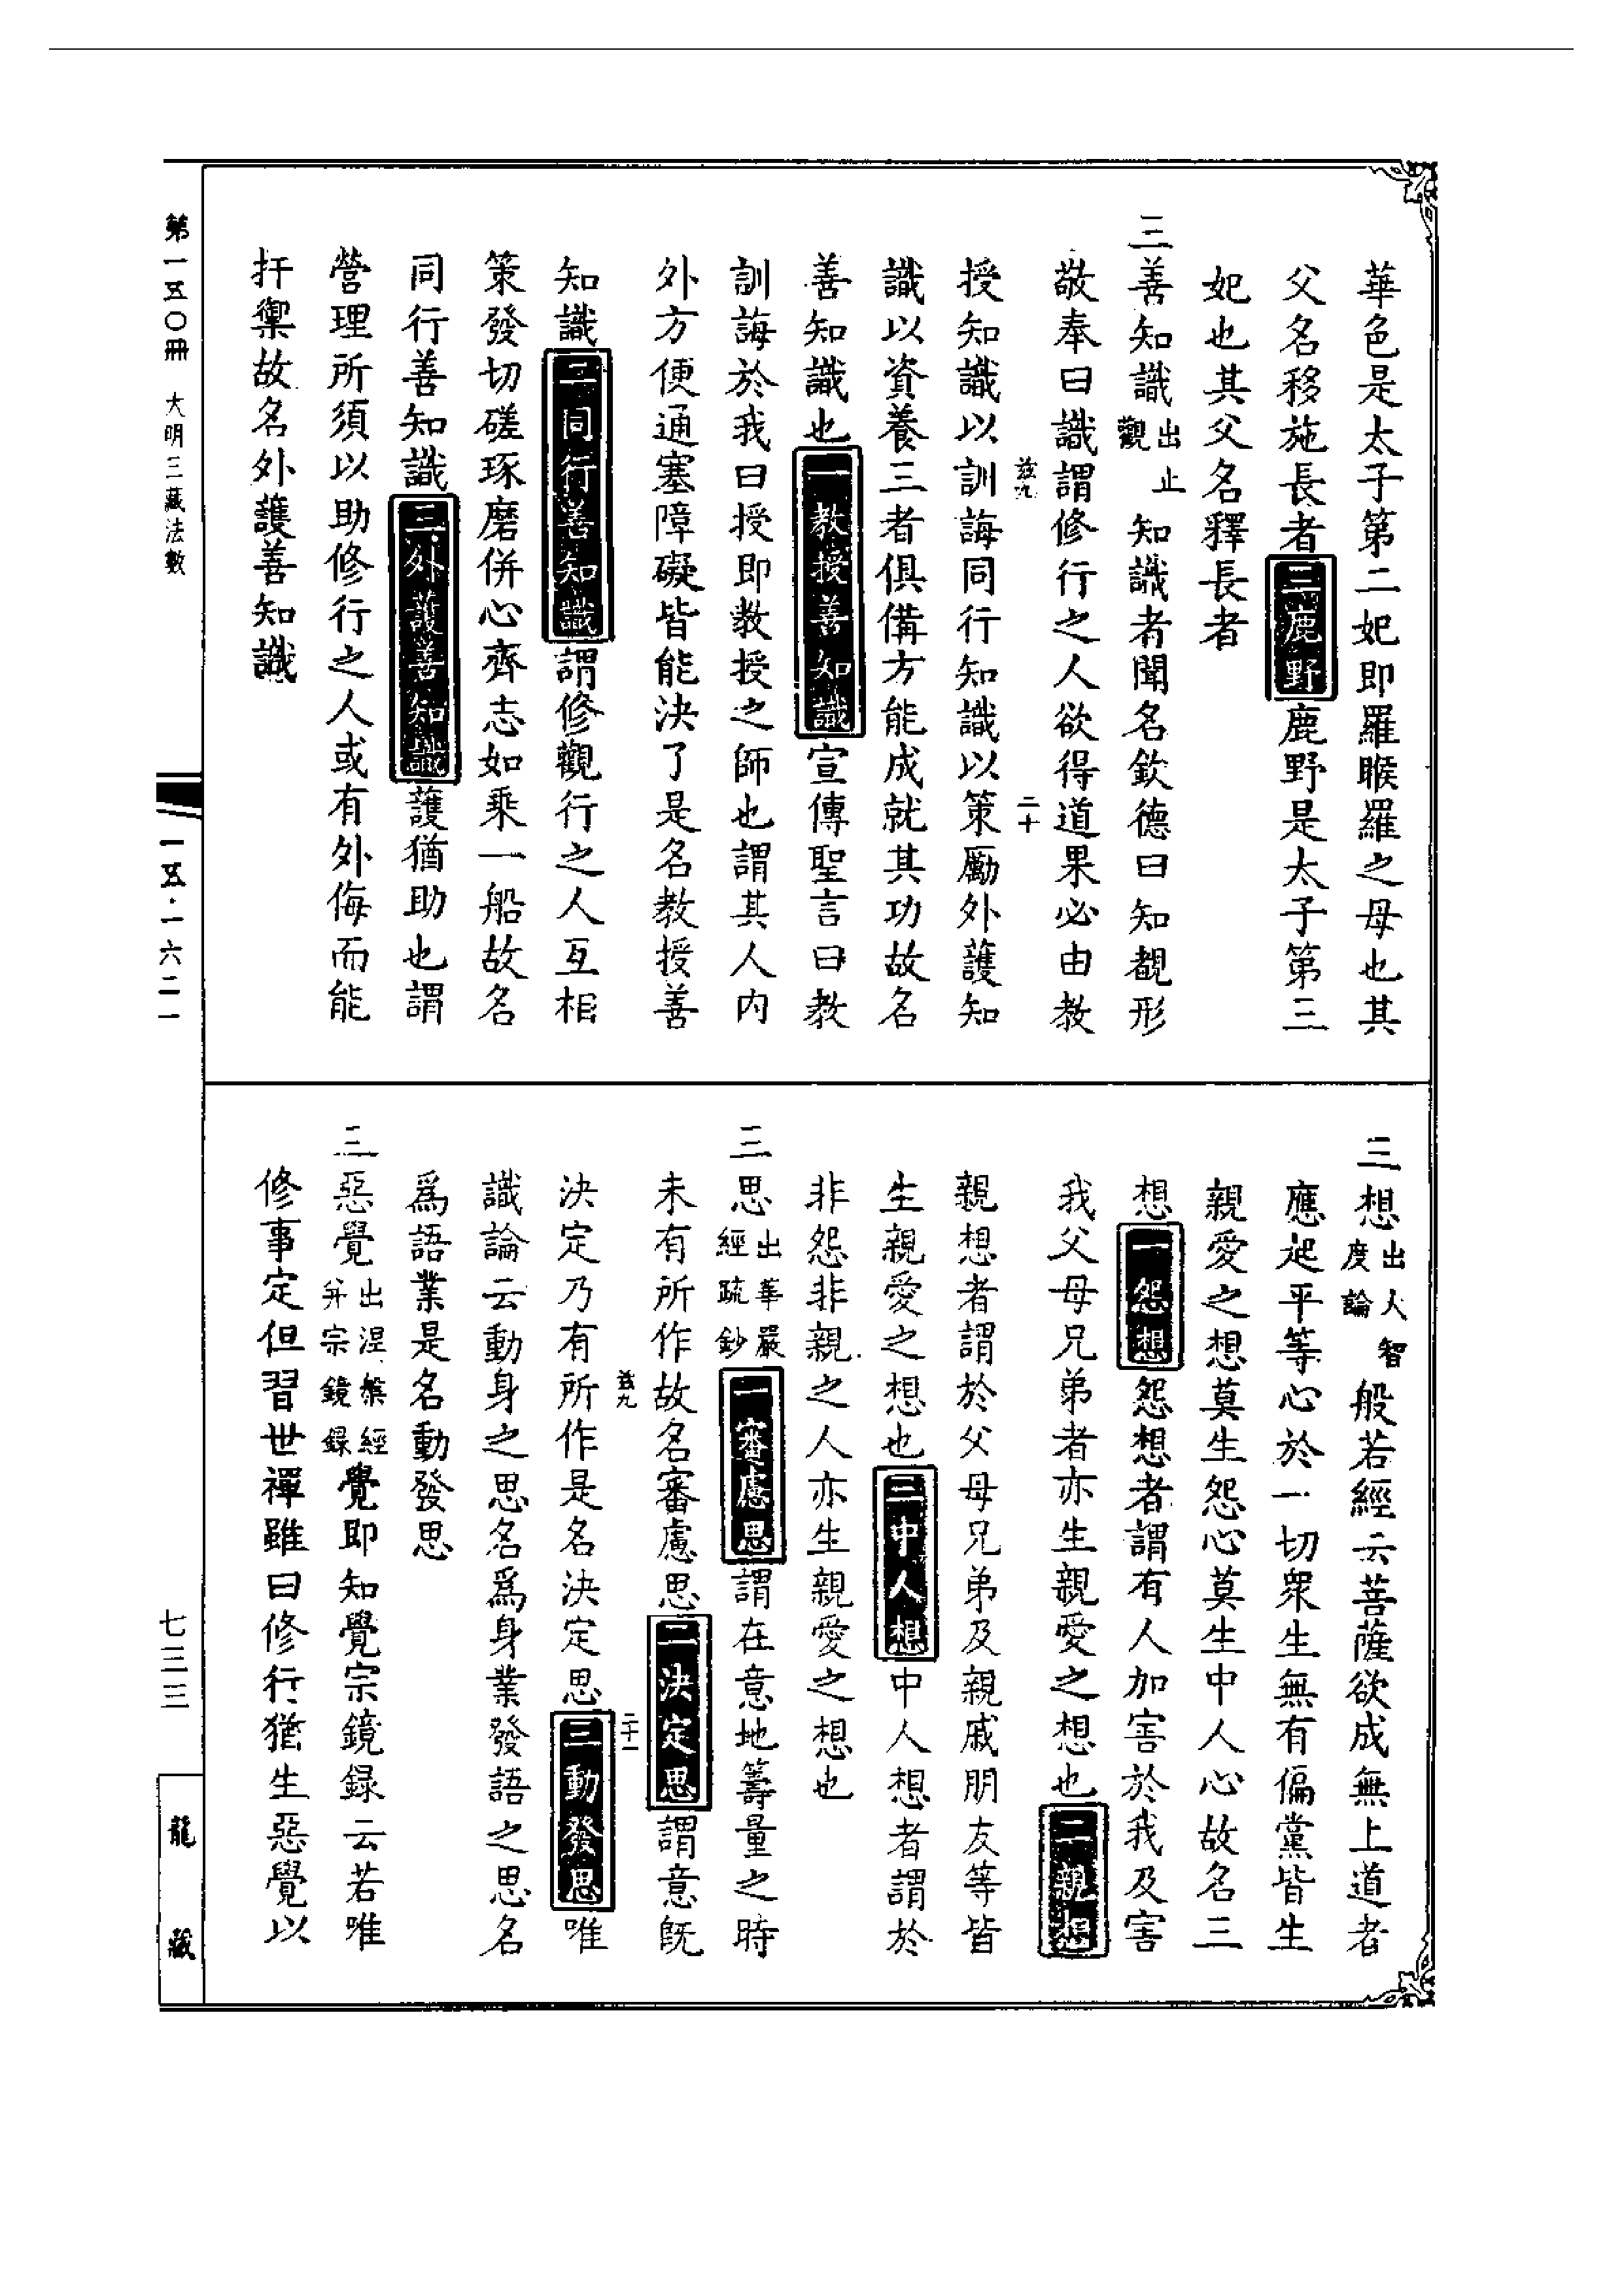 華色是太子第二妃即羅睺羅之母也其
父名移施長者三鹿野鹿野是太子第三
妃也其父名釋長者
三善知識出止觀知識者聞名欽德曰知覩形
敬奉曰識謂修行之人欲得道果必由教
茲九 二十
授知識以訓誨同行知識以策勵外護知
識以資養三者俱備方能成就其功故名
善知識也一教授善知識宣傳聖言曰教
訓誨於我曰授即教授之師也謂其人內
外方便通塞障礙皆能決了是名教授善
知識二同行善知識謂修觀行之人互相
策發切磋琢磨併心齊志如乘一船故名
同行善知識三外護善知識護猶助也謂
營理所須以助修行之人或有外侮而能
扞禦故名外護善知識
三想出大智度論般若經云菩薩欲成無上道者
應起平等心於一切眾生無有偏黨皆生
親愛之想莫生怨心莫生中人心故名三
想一怨想怨想者謂有人加害於我及害
我父母兄弟者亦生親愛之想也二親想
親想者謂於父母兄弟及親戚朋友等皆
生親愛之想也三中人想中人想者謂於
非怨非親之人亦生親愛之想也
三思出華嚴經疏鈔一審慮思謂在意地籌量之時
未有所作故名審慮思二決定思謂意既
茲九 二十一
決定乃有所作是名決定思三動發思唯
識論云動身之思名為身業發語之思名
為語業是名動發思
三惡覺出涅槃經并宗鏡錄覺即知覺宗鏡録云若唯
修事定但習世禪雖曰修行猶生惡覺以
第一五〇冊 大明三藏法數
一五·一六二一
七三三
龍藏